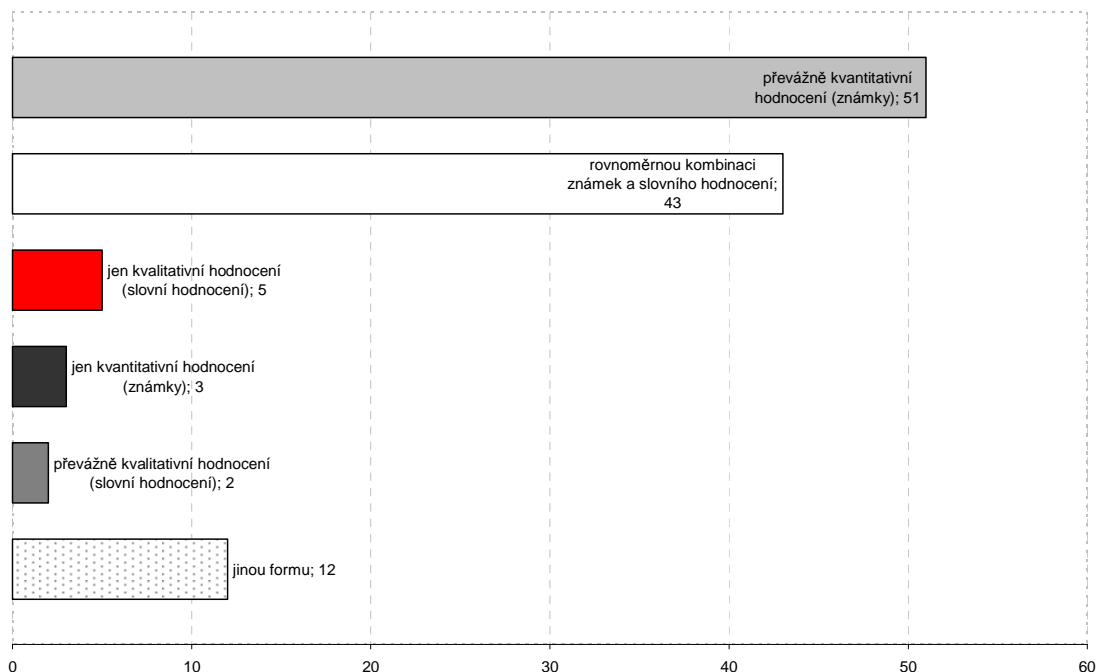 převážně kvantitativní
hodnocení (známky); 51
rovnoměrnou kombinaci
známek a slovního hodnocení;
43
jen kvalitativní hodnocení
(slovní hodnocení); 5
jen kvantitativní hodnocení
(známky); 3
převážně kvalitativní hodnocení
(slovní hodnocení); 2
jinou formu; 12
0 10 20 30 40 50 60